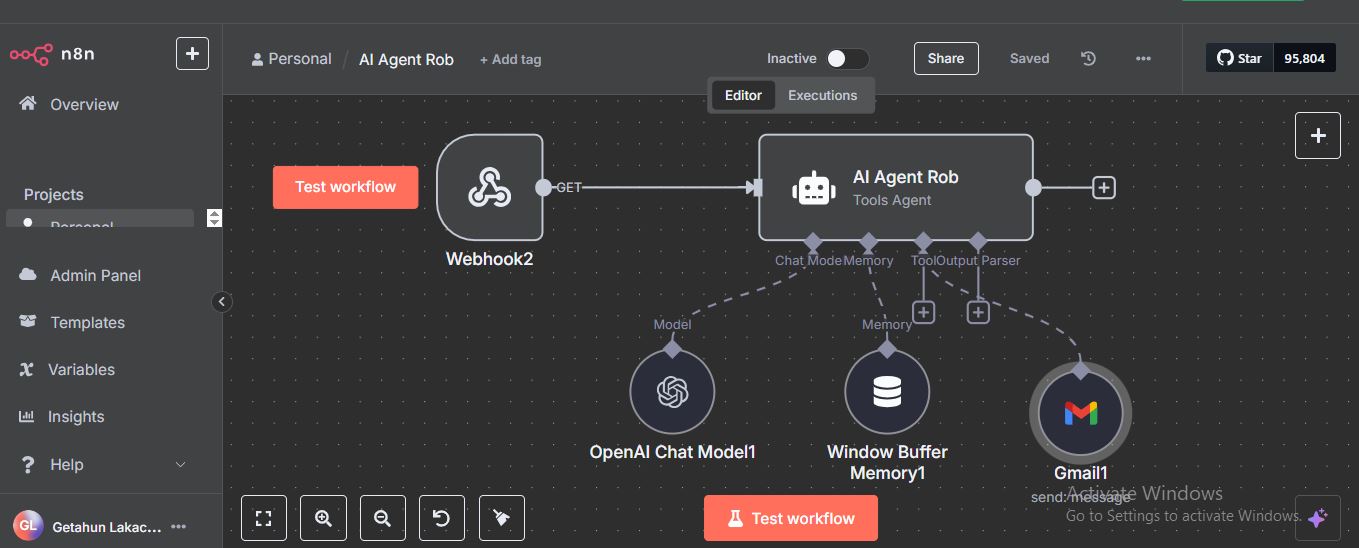 n8n
Personal / AI Agent Rob + Add tag
Inactive
Share
Saved
Star 95,804
Overview
Editor Executions
Projects
Personal
Admin Panel
Templates
Variables
Insights
Help
GL Getahun Lakac...
Test workflow
GET
Webhook2
AI Agent Rob
Tools Agent
Chat Mode Memory Tool Output Parser
Model
Memory
OpenAI Chat Model1
Window Buffer
Memory1
Gmail1
send: message
Test workflow
Activate Windows
Go to Settings to activate Windows.